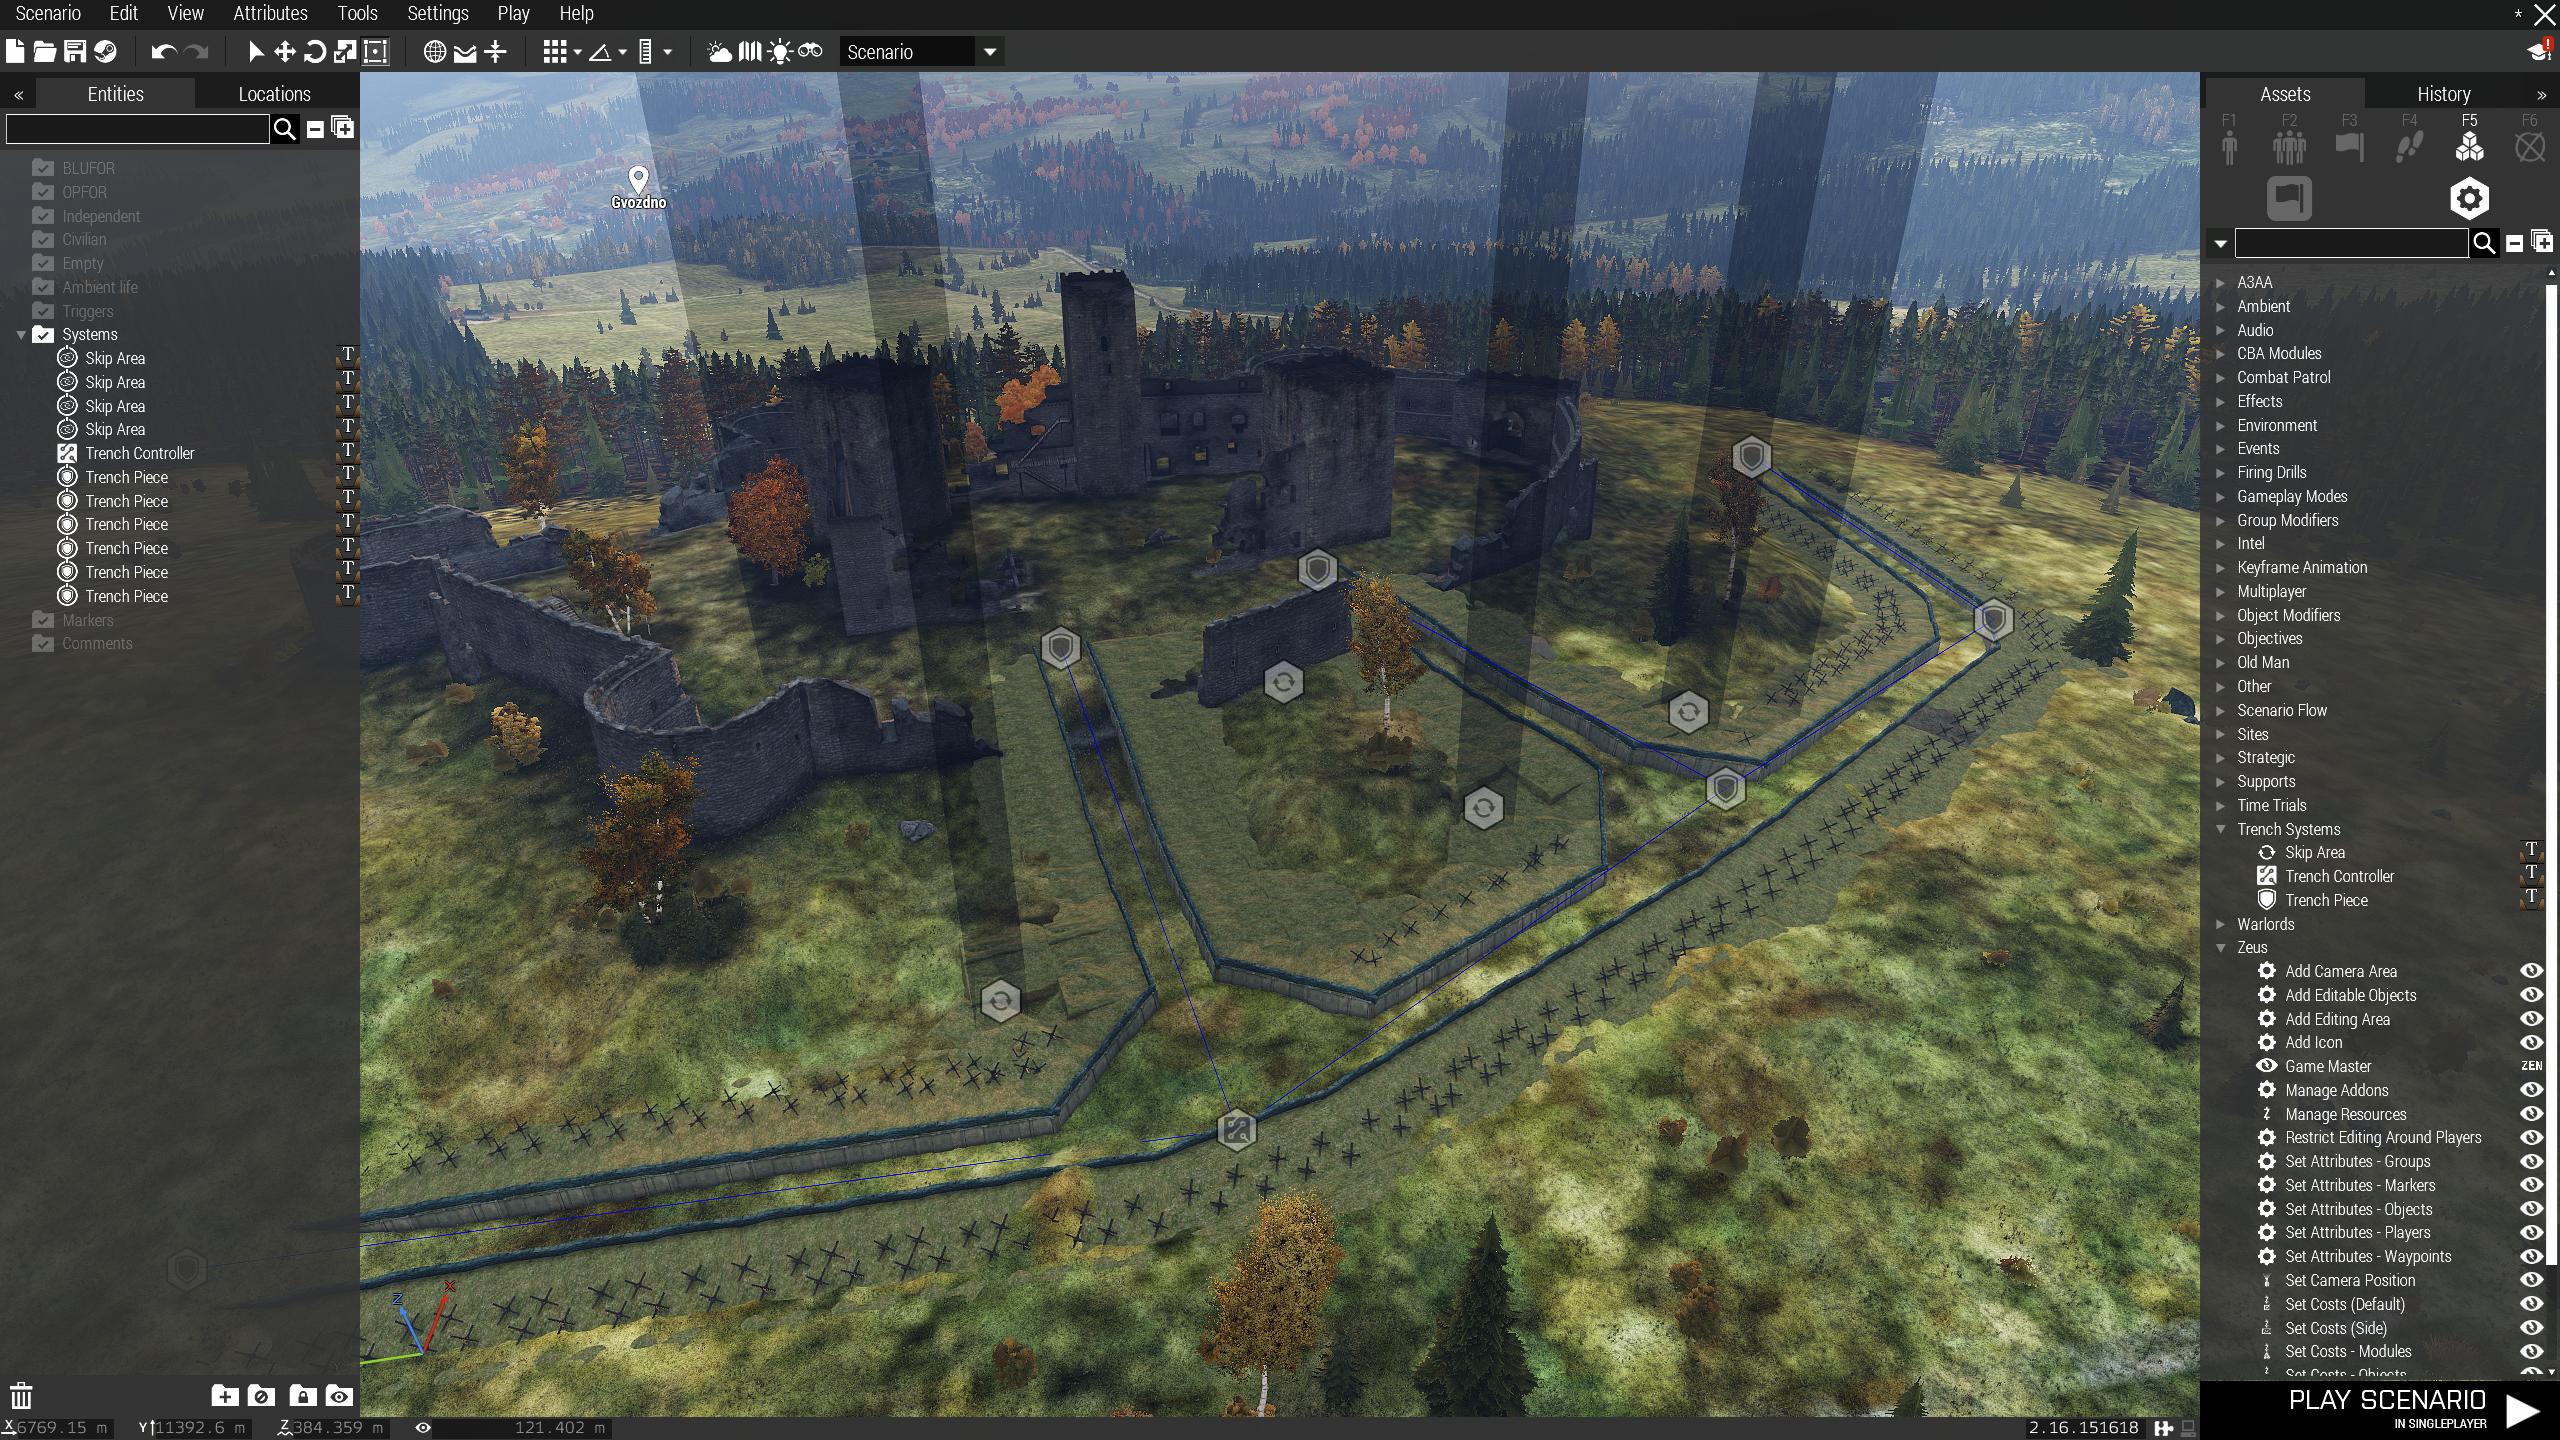 Scenario Edit View Attributes Tools Settings Play Help
*
Scenario
Entities Locations
BLUFOR
OPFOR
Independent
Civilian
Empty
Ambient life
Triggers
Systems
Skip Area T
Skip Area T
Skip Area T
Skip Area T
Trench Controller T
Trench Piece T
Trench Piece T
Trench Piece T
Trench Piece T
Trench Piece T
Trench Piece T
Markers
Comments
Gvozdno
X
Z
Assets History
F1 F2 F3 F4 F5 F6
A3AA
Ambient
Audio
CBA Modules
Combat Patrol
Effects
Environment
Events
Firing Drills
Gameplay Modes
Group Modifiers
Intel
Keyframe Animation
Multiplayer
Object Modifiers
Objectives
Old Man
Other
Scenario Flow
Sites
Strategic
Supports
Time Trials
Trench Systems
Skip Area T
Trench Controller T
Trench Piece T
Warlords
Zeus
Add Camera Area
Add Editable Objects
Add Editing Area
Add Icon
Game Master ZEN
Manage Addons
Manage Resources
Restrict Editing Around Players
Set Attributes - Groups
Set Attributes - Markers
Set Attributes - Objects
Set Attributes - Players
Set Attributes - Waypoints
Set Camera Position
Set Costs (Default)
Set Costs (Side)
Set Costs - Modules
Set Costs - Objects
PLAY SCENARIO
IN SINGLEPLAYER
X 6769.15 m Y 11392.6 m Z 384.359 m 121.402 m 2.16.151618